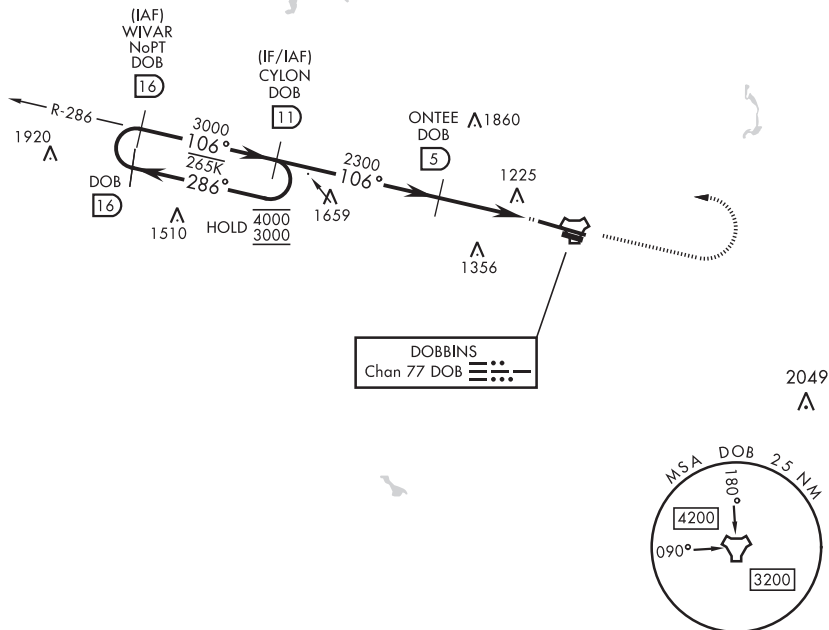 (IAF)
WIVAR
NoPT
DOB
16
(IF/IAF)
CYLON
DOB
11
ONTEE
DOB
5
1860
R-286
1920
3000
106°
265K
286°
DOB
16
1510
HOLD
4000
3000
1659
2300
106°
1225
1356
DOBBINS
Chan 77 DOB
2049
MSA DOB 25 NM
180°
4200
090°
3200